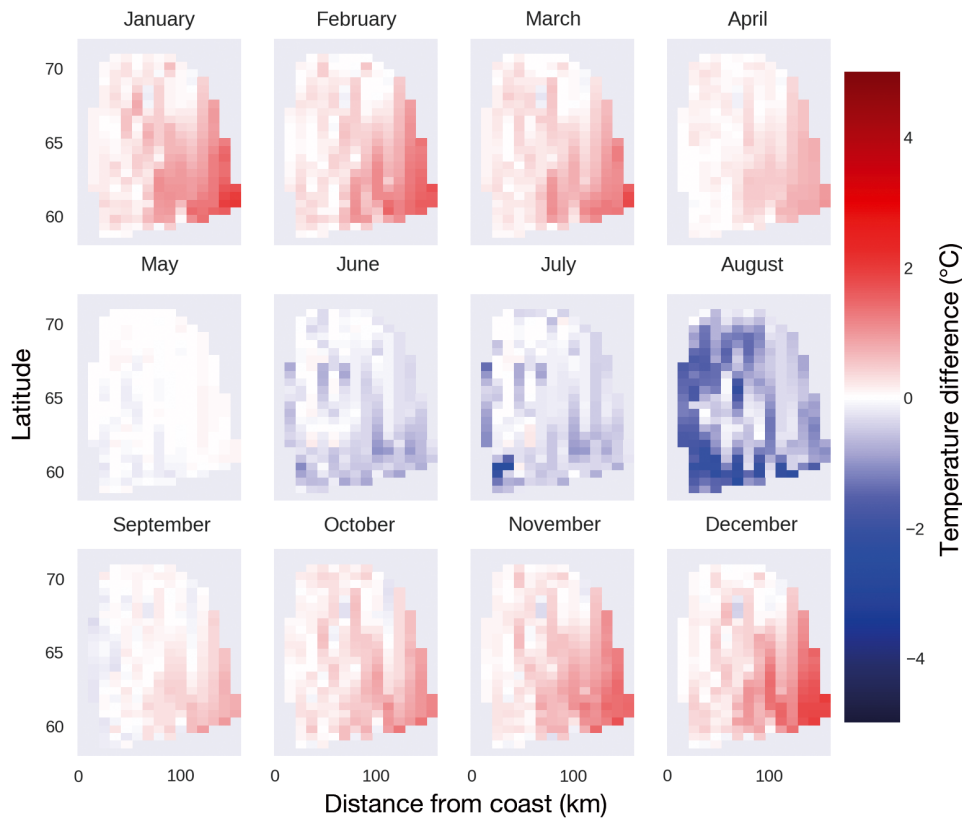 January February March April
70
65
60
4
2
0
−2
−4
Temperature difference (°C)
May June July August
Latitude
70
65
60
September October November December
70
65
60
0 100 0 100 0 100 0 100
Distance from coast (km)